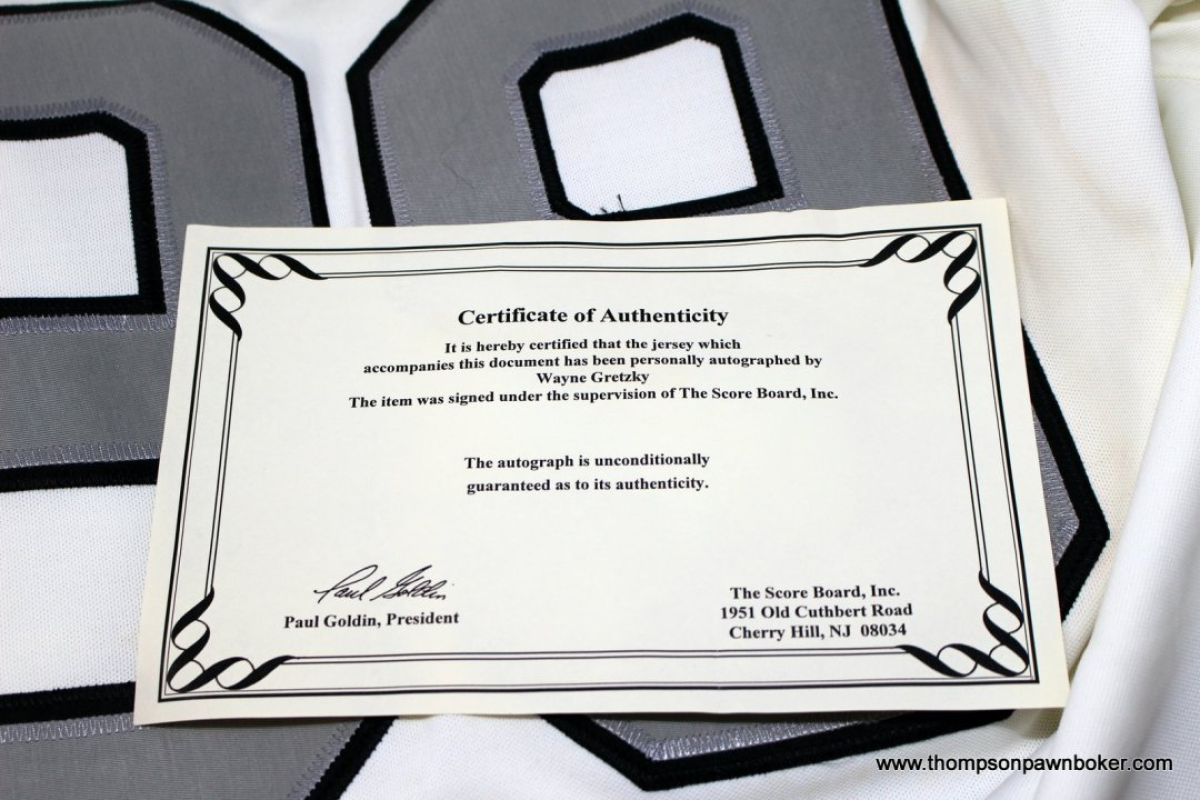 Certificate of Authenticity
It is hereby certified that the jersey which
accompanies this document has been personally autographed by
Wayne Gretzky
The item was signed under the supervision of The Score Board, Inc.
The autograph is unconditionally
guaranteed as to its authenticity.
Paul Goldin
Paul Goldin, President
The Score Board, Inc.
1951 Old Cuthbert Road
Cherry Hill, NJ 08034
www.thompsonpawnboker.com